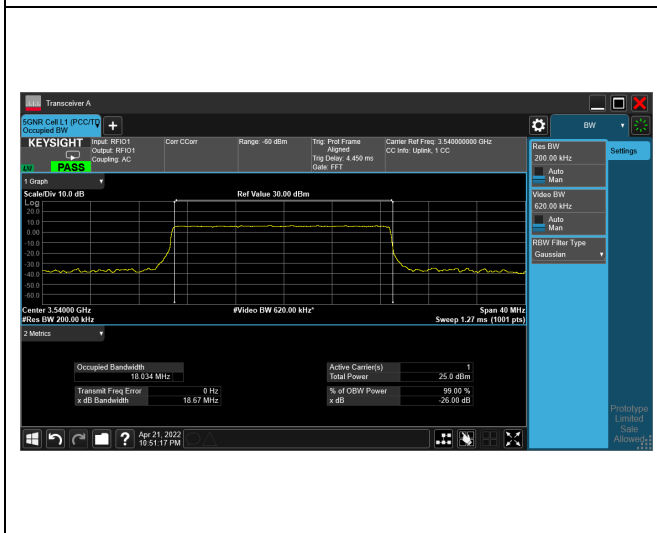 Transceiver A
5GNR Cell L1 (PCC/TD
Occupied BW
KEYSIGHT
PASS
Input: RFIO1
Output: RFIO1
Coupling: AC
Corr CCorr
Range: -60 dBm
Trig: Prot Frame
Aligned
Trig Delay: 4.450 ms
Gate: FFT
Carrier Ref Freq: 3.540000000 GHz
CC Info: Uplink, 1 CC
BW
Res BW
200.00 kHz
Auto
Man
Video BW
620.00 kHz
Auto
Man
RBW Filter Type
Gaussian
Settings
1 Graph
Scale/Div 10.0 dB
Ref Value 30.00 dBm
Log
20.0
10.0
0.00
-10.0
-20.0
-30.0
-40.0
-50.0
-60.0
Center 3.54000 GHz
#Video BW 620.00 kHz*
Span 40 MHz
#Res BW 200.00 kHz
Sweep 1.27 ms (1001 pts)
2 Metrics
Occupied Bandwidth
18.034 MHz
Active Carrier(s) 1
Total Power 25.0 dBm
Transmit Freq Error 0 Hz
x dB Bandwidth 18.67 MHz
% of OBW Power 99.00 %
x dB -26.00 dB
Prototype
Limited
Sale
Allowed
Apr 21, 2022
10:51:17 PM